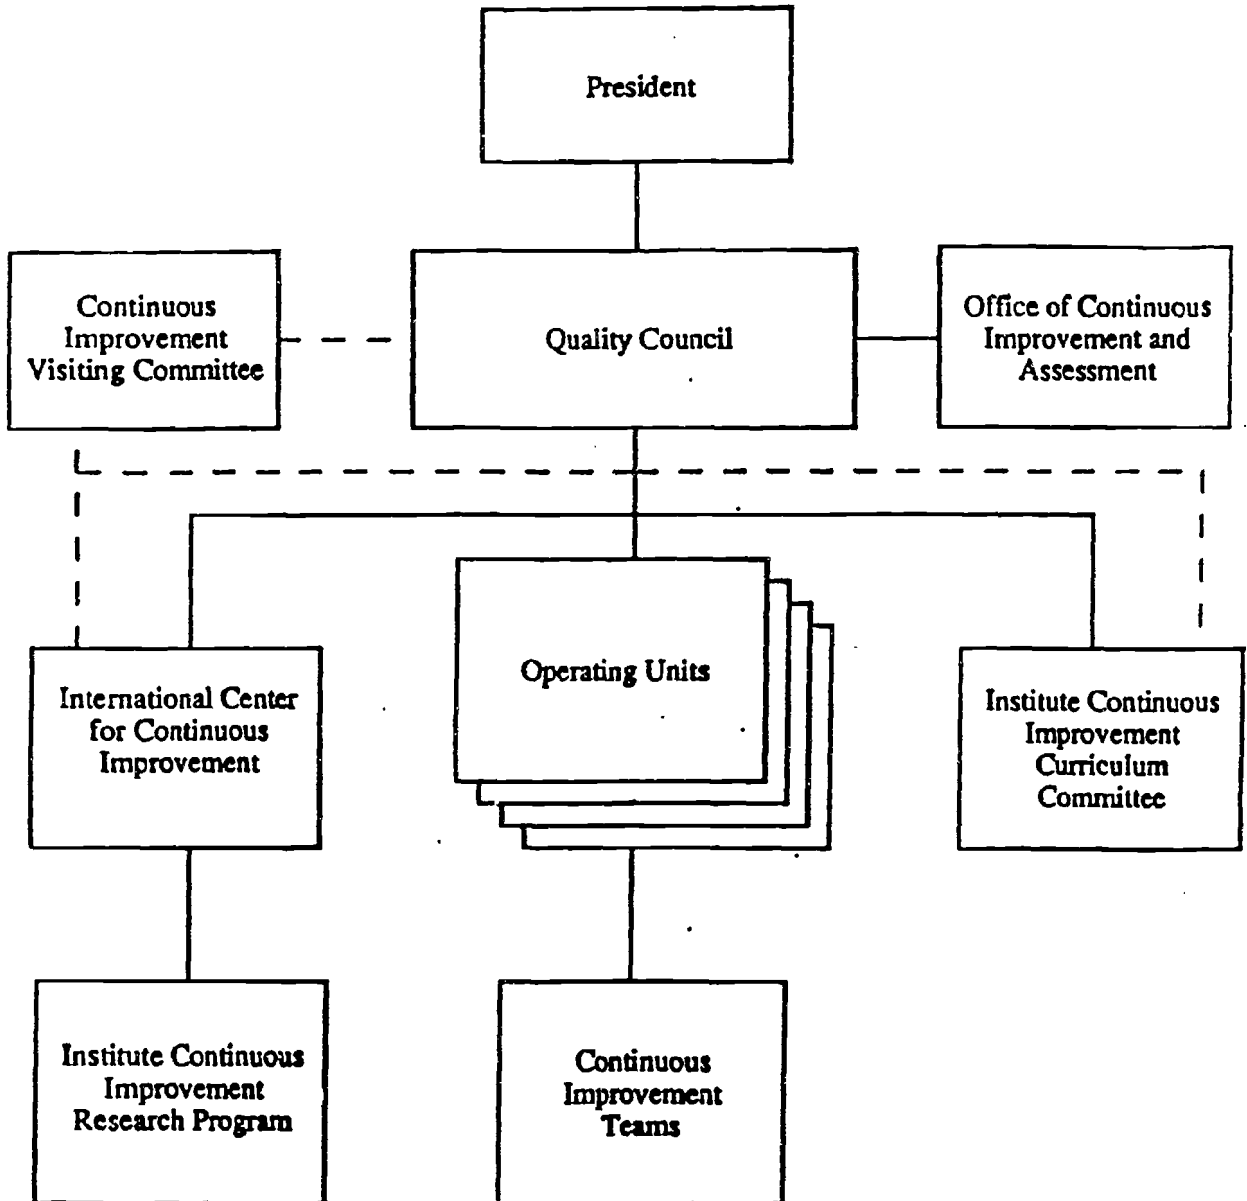 President
Continuous
Improvement
Visiting Committee
Quality Council
Office of Continuous
Improvement and
Assessment
International Center
for Continuous
Improvement
Operating Units
Institute Continuous
Improvement
Curriculum
Committee
Institute Continuous
Improvement
Research Program
Continuous
Improvement
Teams